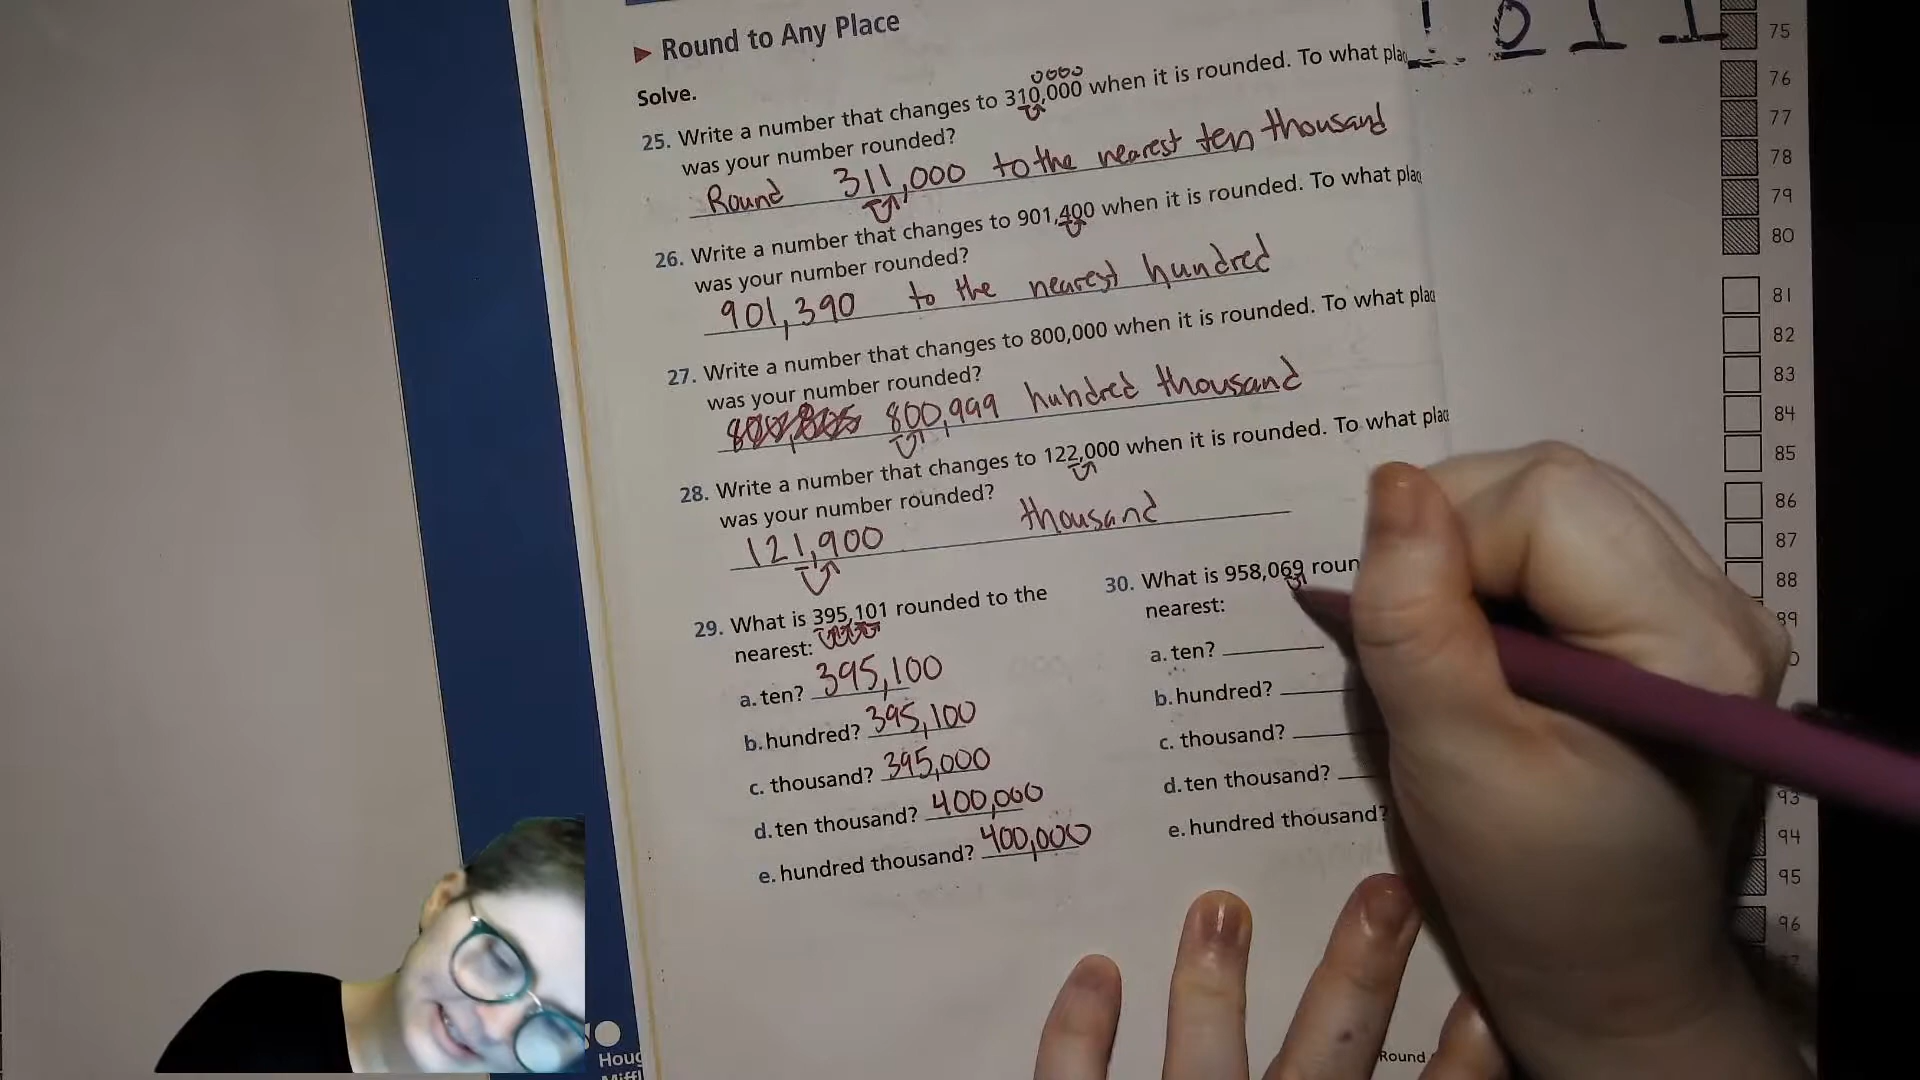 Round to Any Place
Solve.
0000
25. Write a number that changes to 310,000 when it is rounded. To what
was your number rounded?
Round 311,000 to the nearest ten thousand
26. Write a number that changes to 901,400 when it is rounded. To what
was your number rounded?
901,390 to the nearest hundred
27. Write a number that changes to 800,000 when it is rounded. To what
was your number rounded?
800,999 hundred thousand
28. Write a number that changes to 122,000 when it is rounded. To what
was your number rounded?
121,900 thousand
29. What is 395,101 rounded to the
nearest:
a. ten? 395,100
b. hundred? 395,100
c. thousand? 395,000
d. ten thousand? 400,000
e. hundred thousand? 400,000
30. What is 958,069
nearest:
a. ten?
b. hundred?
c. thousand?
d. ten thousand?
e. hundred thousand?
Round
0 1 1
75
76
77
78
79
80
81
82
83
84
85
86
87
88
89
93
94
95
96